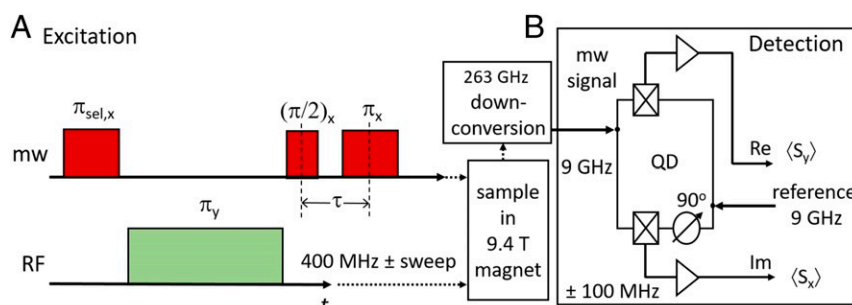 A Excitation
B Detection
π_sel,x
(π/2)_x
π_x
mw
τ
π_y
RF
400 MHz ± sweep
t
263 GHz
down-
conversion
sample
in
9.4 T
magnet
mw
signal
9 GHz
QD
90°
Re ⟨S_y⟩
reference
9 GHz
Im ⟨S_x⟩
± 100 MHz